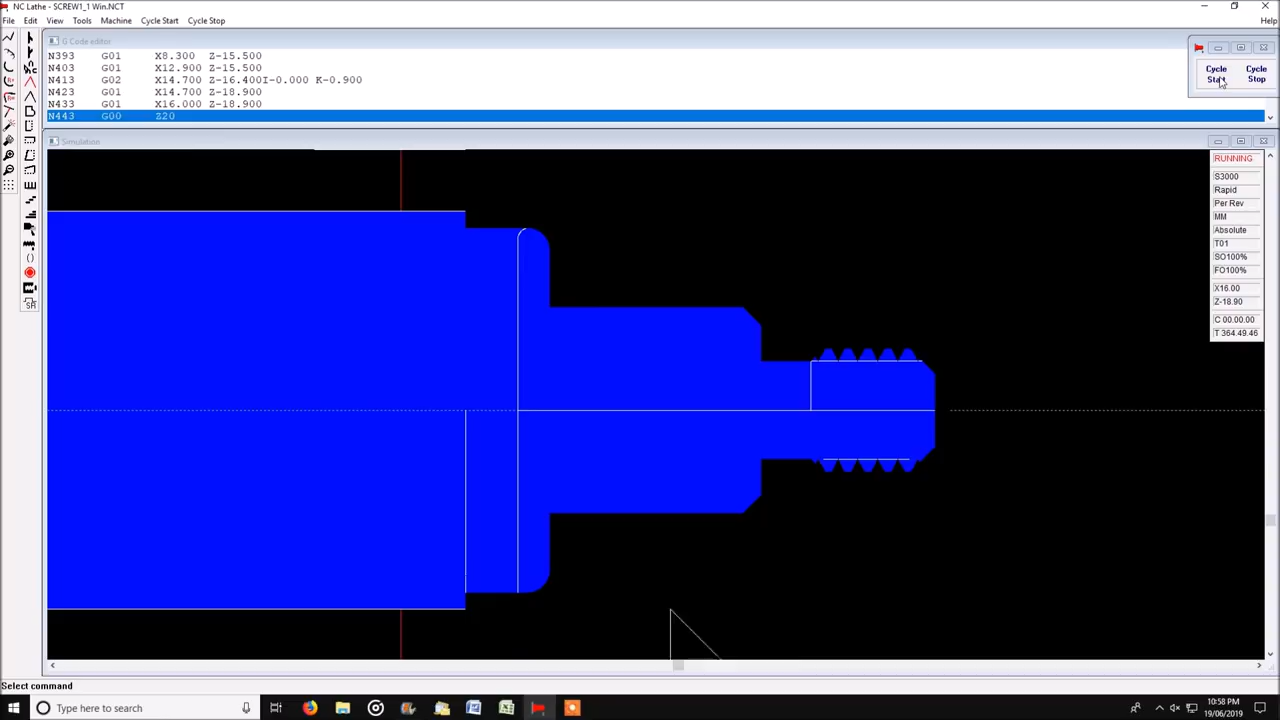 NC Lathe - SCREW1_1 Win.NCT
File Edit View Tools Machine Cycle Start Cycle Stop Help
G Code editor
N393 G01 X8.300 Z-15.500
N403 G01 X12.900 Z-15.500
N413 G02 X14.700 Z-16.400I-0.000 K-0.900
N423 G01 X14.700 Z-18.900
N433 G01 X16.000 Z-18.900
N443 G00 Z20
Cycle Start
Cycle Stop
Simulation
RUNNING
S3000
Rapid
Per Rev
MM
Absolute
T01
SO100%
FO100%
X16.00
Z-18.90
C 00.00.00
T 364.49.46
Select command
Type here to search
10:58 PM
19/06/2019